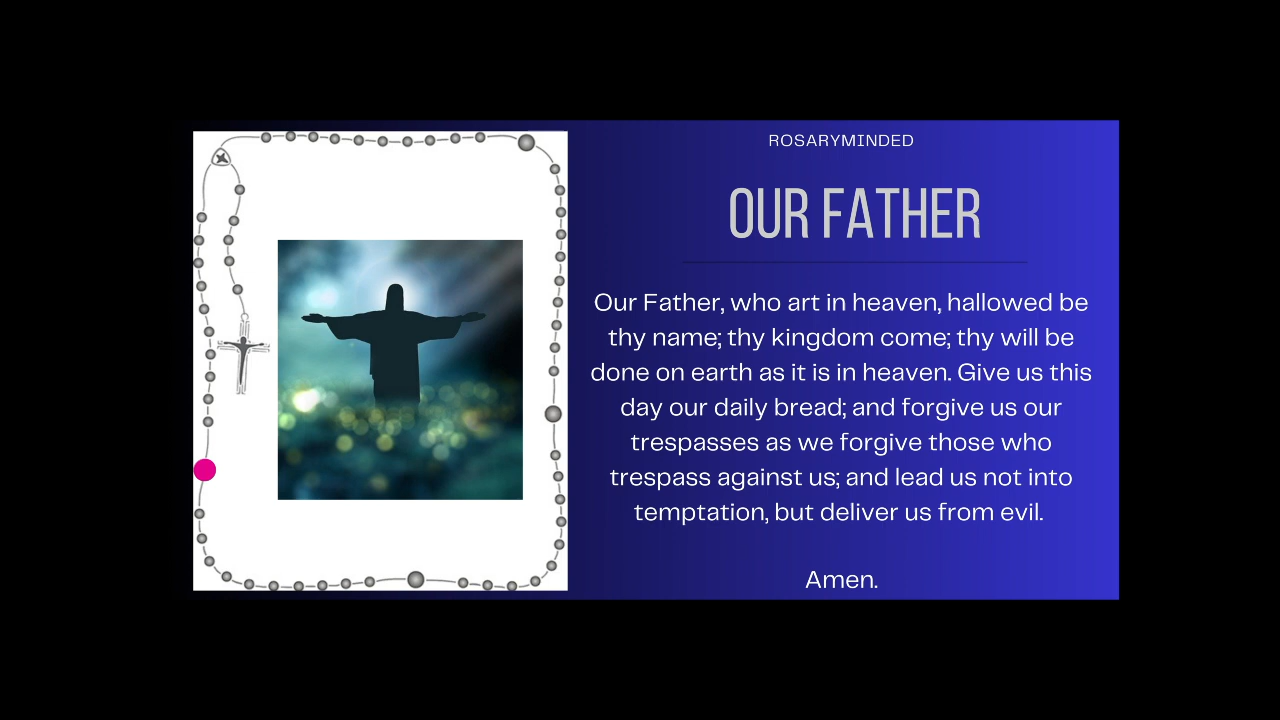 ROSARYMINDED
OUR FATHER
Our Father, who art in heaven, hallowed be
thy name; thy kingdom come; thy will be
done on earth as it is in heaven. Give us this
day our daily bread; and forgive us our
trespasses as we forgive those who
trespass against us; and lead us not into
temptation, but deliver us from evil.
Amen.